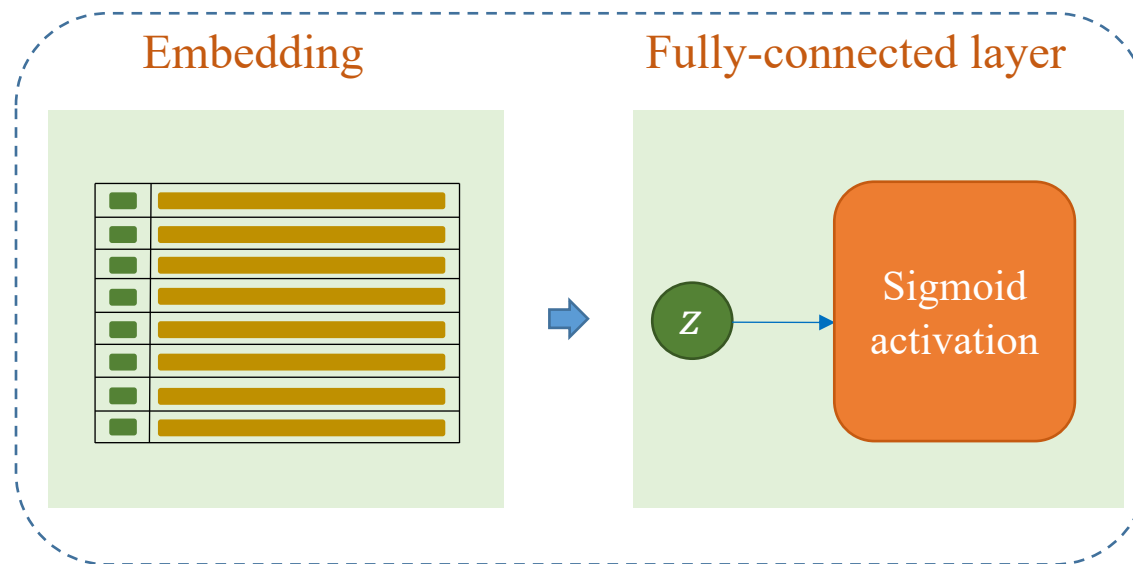 Embedding
Fully-connected layer
z
Sigmoid
activation